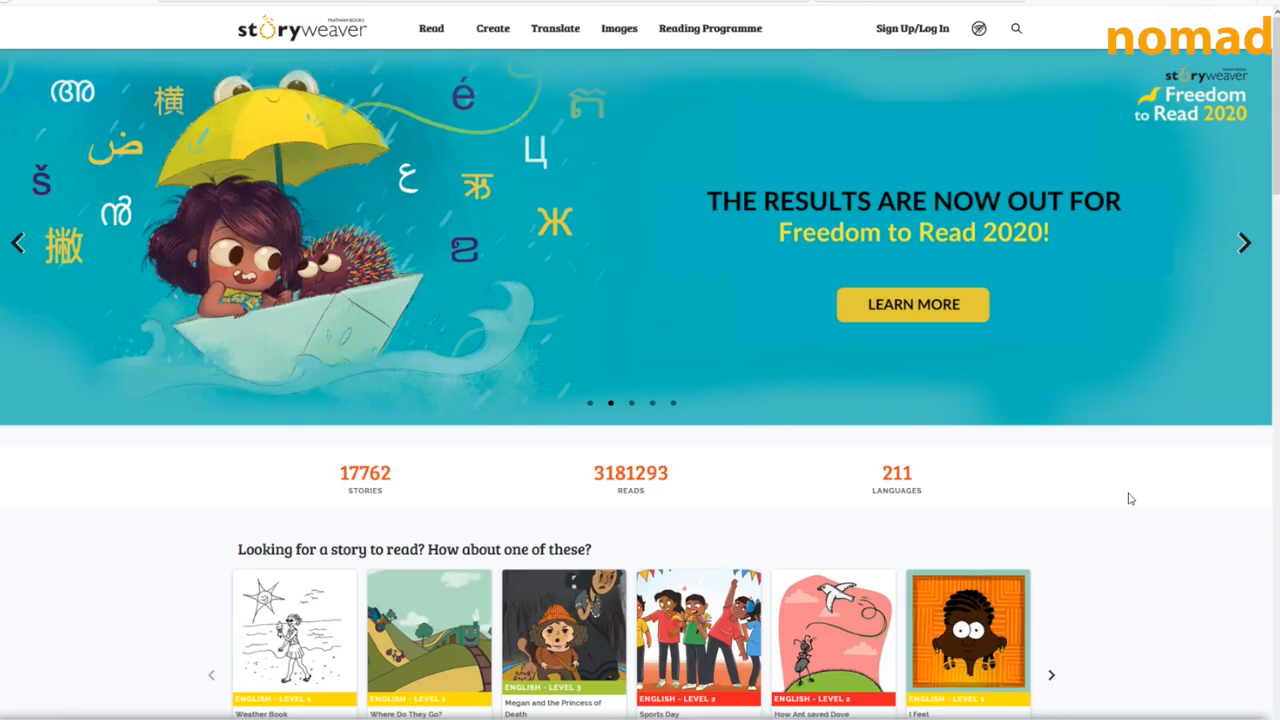 PRATHAM BOOKS
storyweaver
Read Create Translate Images Reading Programme Sign Up/Log In
nomad
storyweaver
Freedom
to Read 2020
അ
横
é
ض
Ц
š
ع
ઋ
ൻ
Ж
撇
THE RESULTS ARE NOW OUT FOR
Freedom to Read 2020!
LEARN MORE
17762 3181293 211
STORIES READS LANGUAGES
Looking for a story to read? How about one of these?
ENGLISH - LEVEL 1
Weather Book
ENGLISH - LEVEL 1
Where Do They Go?
ENGLISH - LEVEL 3
Megan and the Princess of
Death
ENGLISH - LEVEL 2
Sports Day
ENGLISH - LEVEL 2
How Ant saved Dove
ENGLISH - LEVEL 1
I Feel